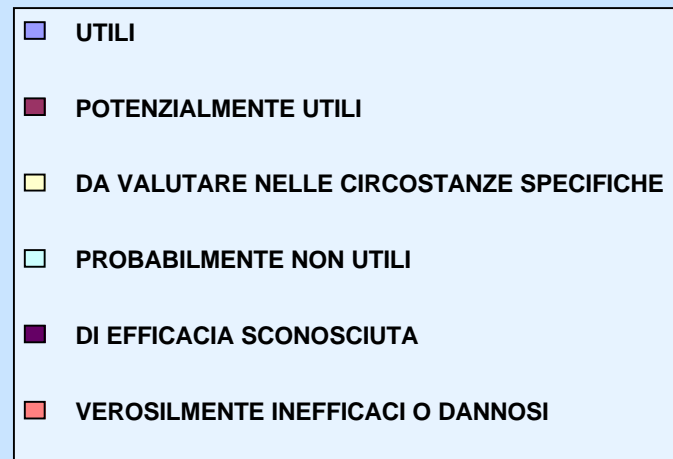 UTILI
POTENZIALMENTE UTILI
DA VALUTARE NELLE CIRCOSTANZE SPECIFICHE
PROBABILMENTE NON UTILI
DI EFFICACIA SCONOSCIUTA
VEROSILMENTE INEFFICACI O DANNOSI